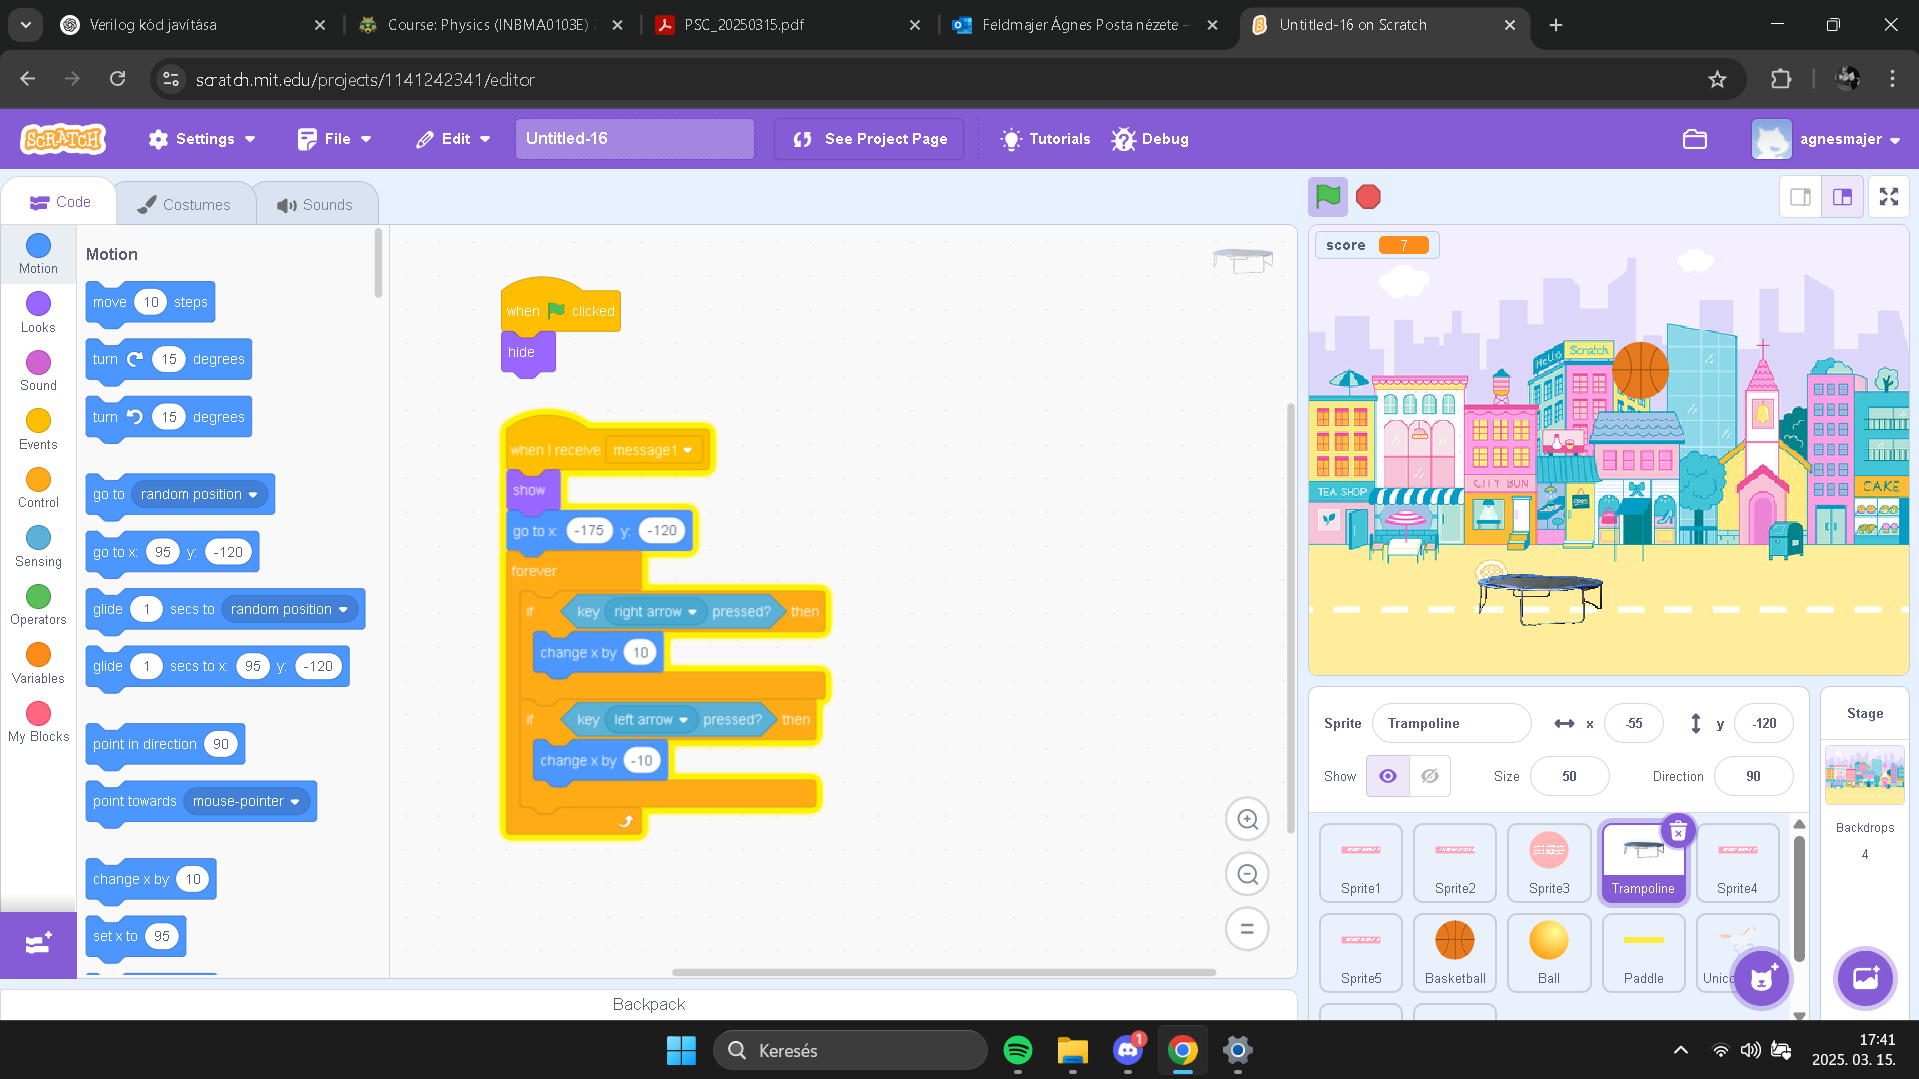 Verilog kód javítása
Course: Physics (INBMA0103E)
PSC_20250315.pdf
Feldmajer Ágnes Posta nézete –
Untitled-16 on Scratch
scratch.mit.edu/projects/1141242341/editor
SCRATCH
Settings
File
Edit
Untitled-16
See Project Page
Tutorials
Debug
agnesmajer
Code
Costumes
Sounds
Motion
Looks
Sound
Events
Control
Sensing
Operators
Variables
My Blocks
Motion
move 10 steps
turn 15 degrees
turn 15 degrees
go to random position
go to x: 95 y: -120
glide 1 secs to random position
glide 1 secs to x: 95 y: -120
point in direction 90
point towards mouse-pointer
change x by 10
set x to 95
when clicked
hide
when I receive message1
show
go to x: -175 y: -120
forever
if key right arrow pressed? then
change x by 10
if key left arrow pressed? then
change x by -10
Backpack
score 7
Hello
Scratch
TEA SHOP
CITY BUN
CAKE
Sprite Trampoline x -55 y -120
Show Size 50 Direction 90
Sprite1
Sprite2
Sprite3
Trampoline
Sprite4
Sprite5
Basketball
Ball
Paddle
Unic
Stage
Backdrops
4
Keresés
1
17:41
2025. 03. 15.